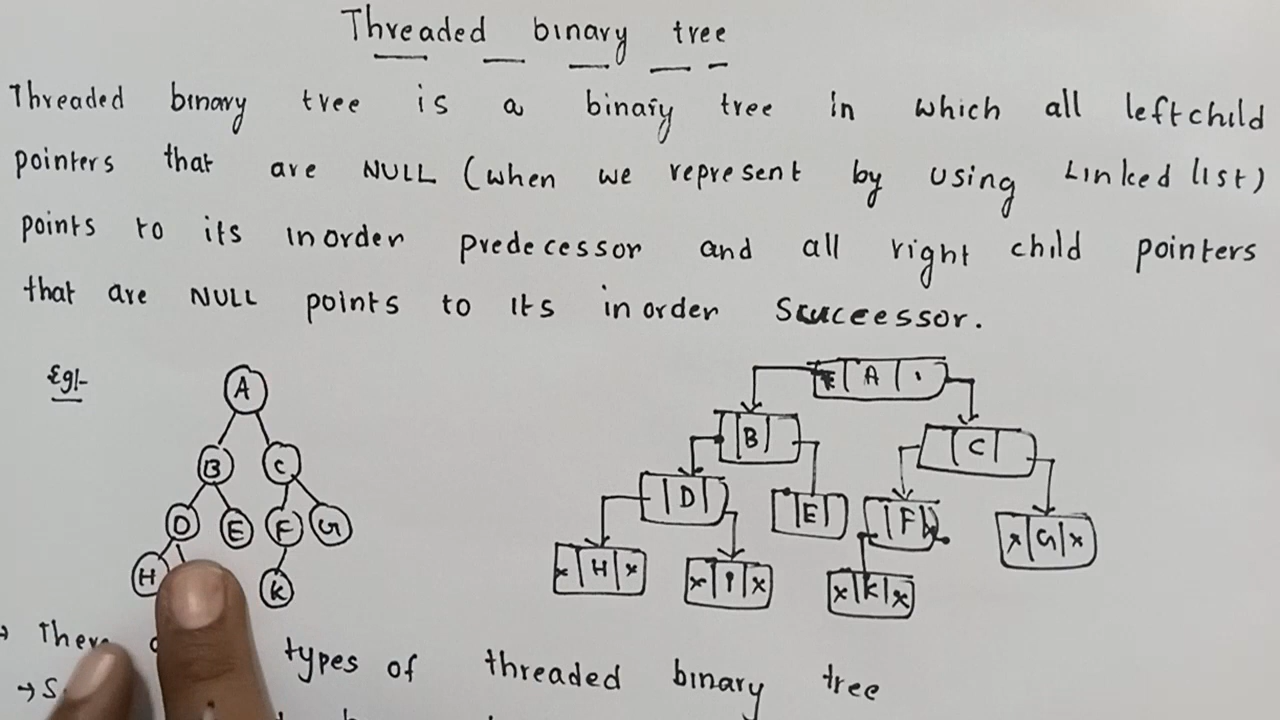 Threaded binary tree
Threaded binary tree is a binary tree in which all leftchild
pointers that are NULL (when we represent by using Linked list)
points to its inorder predecessor and all right child pointers
that are NULL points to its inorder
Eg:-
A
B C
D E F G
H K
A
B C
D E F x G x
x H x x I x x K x
types of threaded binary tree